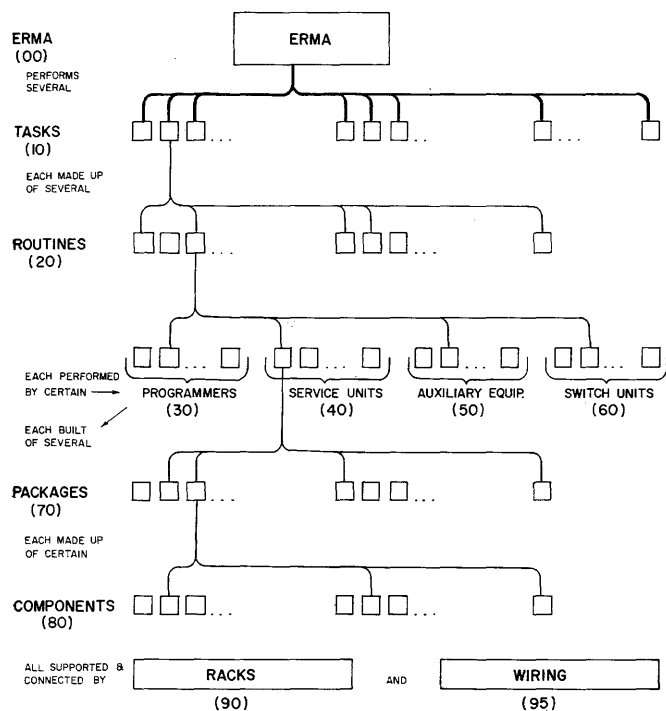 ERMA
(00)
ERMA
PERFORMS
SEVERAL
TASKS
(10)
...
...
...
EACH MADE UP
OF SEVERAL
ROUTINES
(20)
...
...
... ... ... ...
EACH PERFORMED
BY CERTAIN
PROGRAMMERS
(30)
SERVICE UNITS
(40)
AUXILIARY EQUIP.
(50)
SWITCH UNITS
(60)
EACH BUILT
OF SEVERAL
PACKAGES
(70)
...
...
EACH MADE UP
OF CERTAIN
COMPONENTS
(80)
...
...
ALL SUPPORTED &
CONNECTED BY
RACKS
(90)
AND
WIRING
(95)